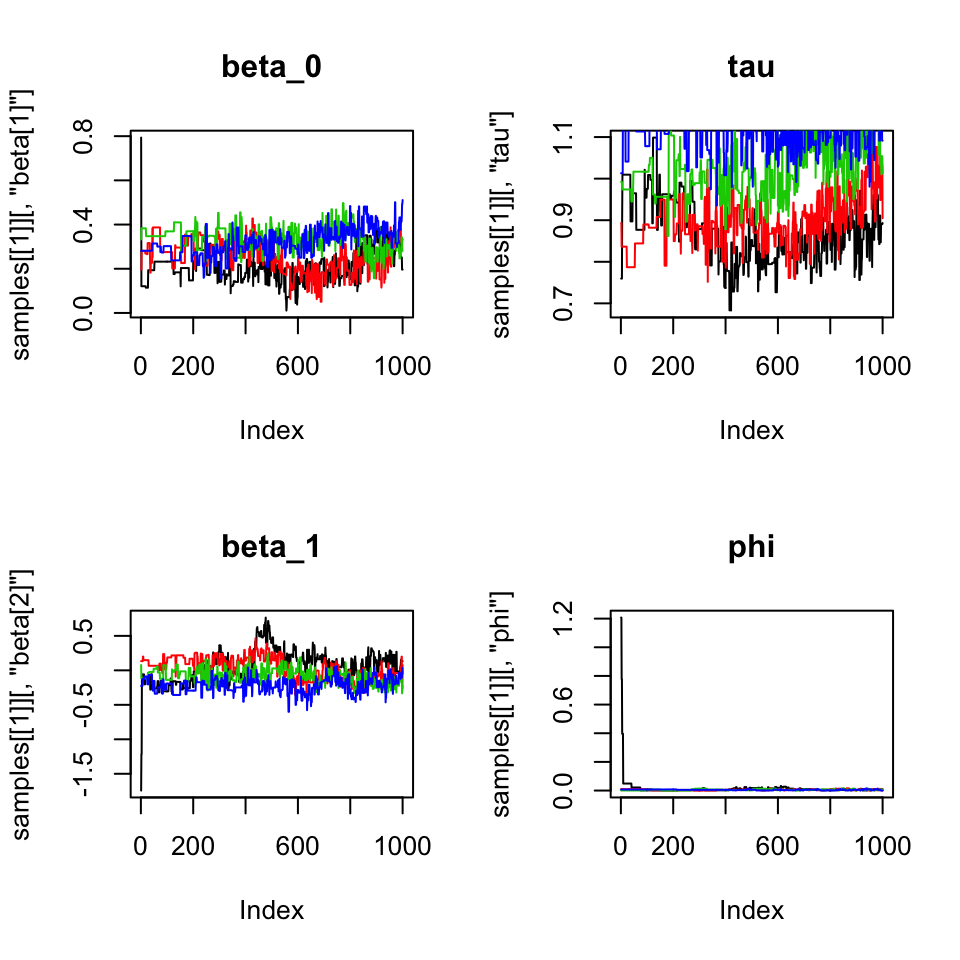 beta_0
samples[[1]][, "beta[1]"]
0.0 0.4 0.8
0 200 600 1000
Index
tau
samples[[1]][, "tau"]
0.7 0.9 1.1
0 200 600 1000
Index
beta_1
samples[[1]][, "beta[2]"]
-1.5 -0.5 0.5
0 200 600 1000
Index
phi
samples[[1]][, "phi"]
0.0 0.6 1.2
0 200 600 1000
Index